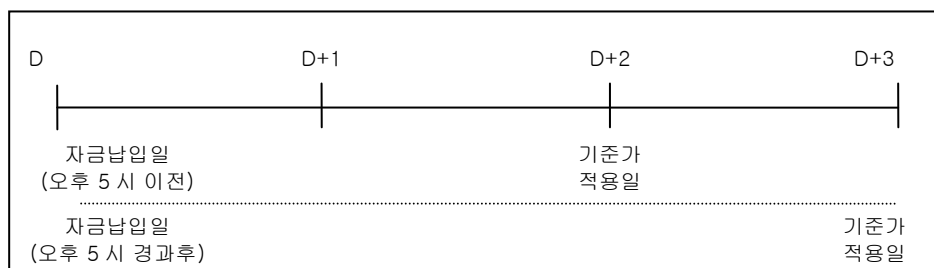 D D+1 D+2 D+3
자금납입일 기준가
(오후 5 시 이전) 적용일
자금납입일 기준가
(오후 5 시 경과후) 적용일